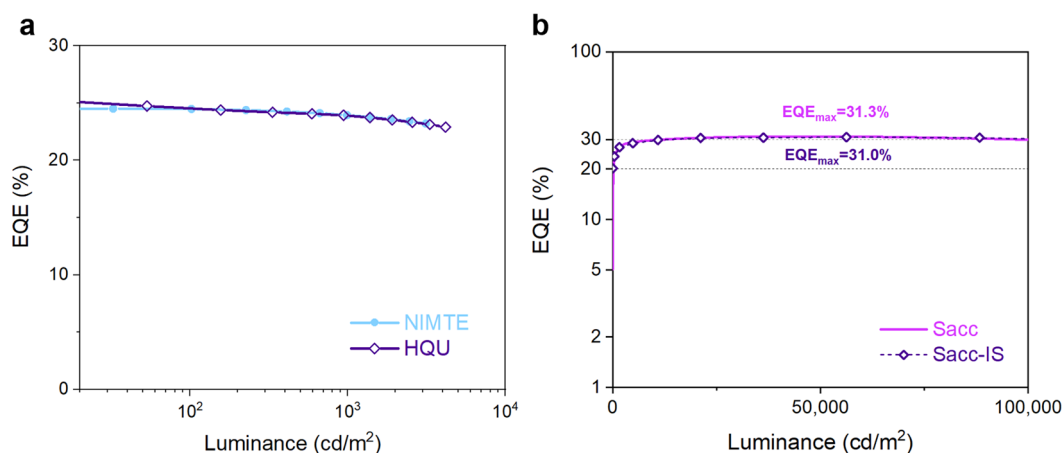 a
30
20
10
0
EQE (%)
10²
10³
10⁴
Luminance (cd/m²)
NIMTE
HQU
b
100
30
20
10
5
2
1
EQE (%)
EQEmax=31.3%
EQEmax=31.0%
Sacc
Sacc-IS
0
50,000
100,000
Luminance (cd/m²)